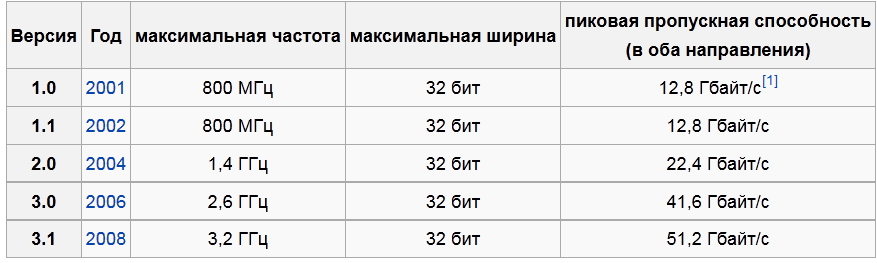 Версия Год максимальная частота максимальная ширина пиковая пропускная способность
(в оба направления)
1.0 2001 800 МГц 32 бит 12,8 Гбайт/с[1]
1.1 2002 800 МГц 32 бит 12,8 Гбайт/с
2.0 2004 1,4 ГГц 32 бит 22,4 Гбайт/с
3.0 2006 2,6 ГГц 32 бит 41,6 Гбайт/с
3.1 2008 3,2 ГГц 32 бит 51,2 Гбайт/с